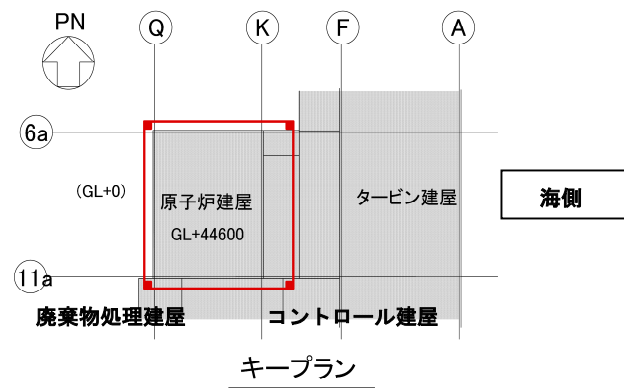 PN
Q
K
F
A
6a
(GL+0)
原子炉建屋
GL+44600
タービン建屋
海側
11a
廃棄物処理建屋
コントロール建屋
キープラン